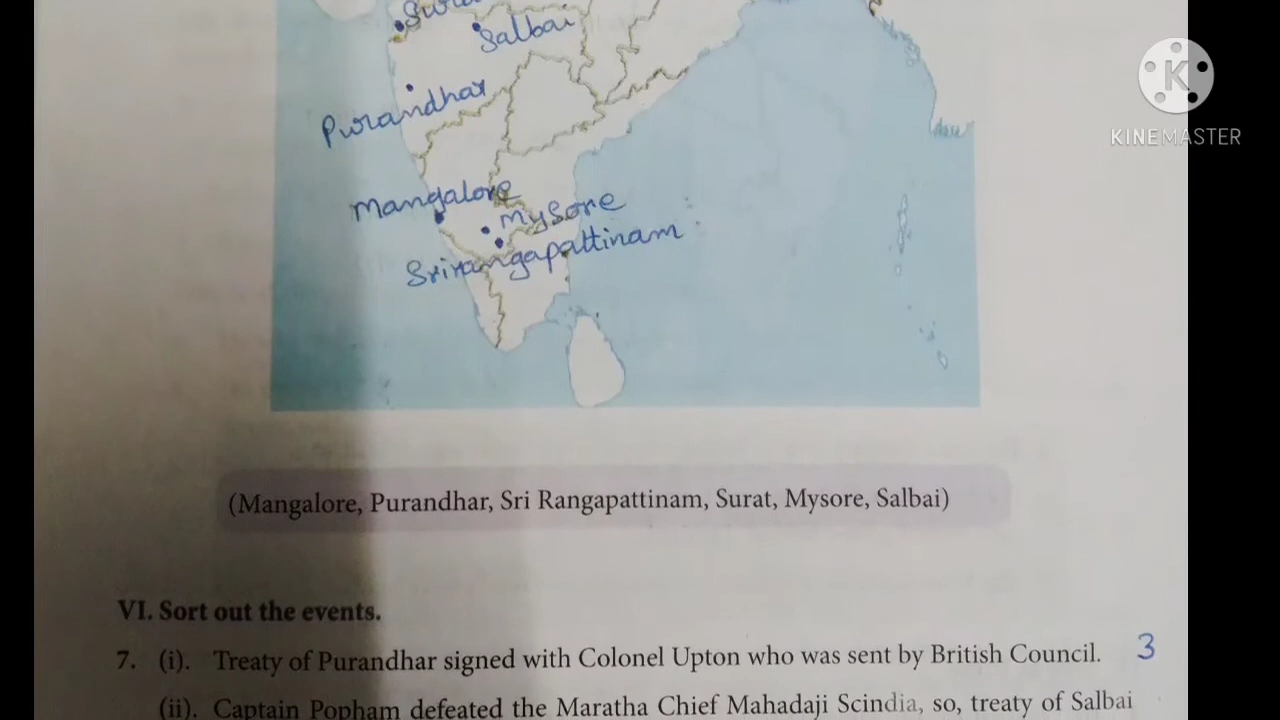 Salbai
Purandhar
KINEMASTER
Mangalore
Mysore
Srirangapattinam
(Mangalore, Purandhar, Sri Rangapattinam, Surat, Mysore, Salbai)
VI. Sort out the events.
7. (i). Treaty of Purandhar signed with Colonel Upton who was sent by British Council. 3
(ii). Captain Popham defeated the Maratha Chief Mahadaji Scindia, so, treaty of Salbai